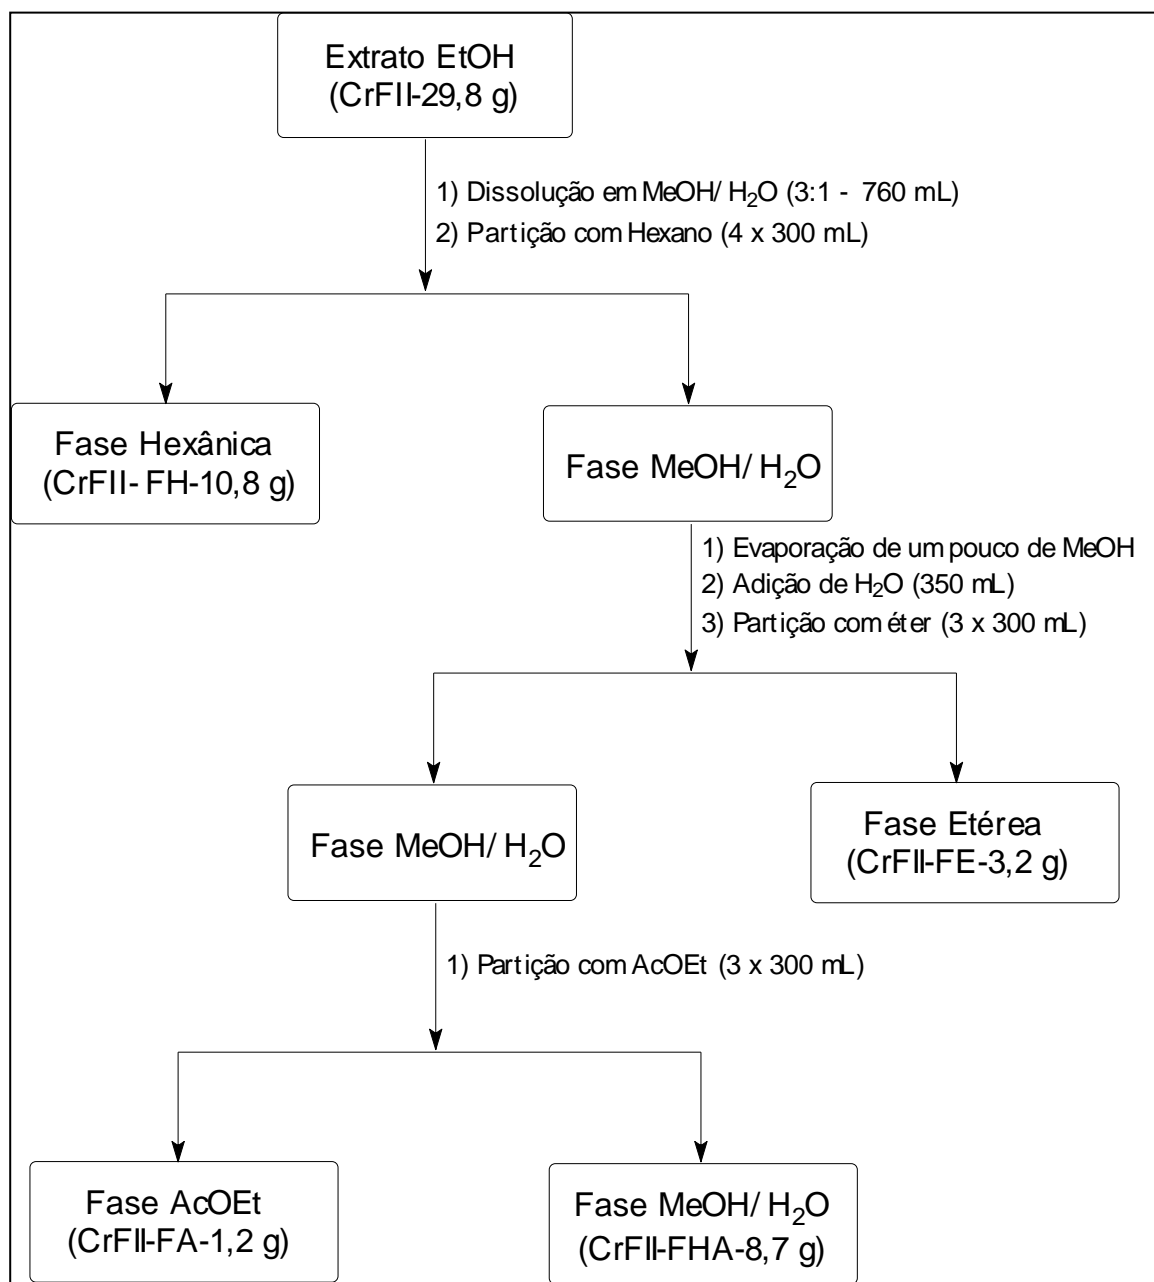 Extrato EtOH
(CrFII-29,8 g)
1) Dissolução em MeOH/ H₂O (3:1 - 760 mL)
2) Partição com Hexano (4 x 300 mL)
Fase Hexânica
(CrFII- FH-10,8 g)
Fase MeOH/ H₂O
1) Evaporação de um pouco de MeOH
2) Adição de H₂O (350 mL)
3) Partição com éter (3 x 300 mL)
Fase MeOH/ H₂O
Fase Etérea
(CrFII-FE-3,2 g)
1) Partição com AcOEt (3 x 300 mL)
Fase AcOEt
(CrFII-FA-1,2 g)
Fase MeOH/ H₂O
(CrFII-FHA-8,7 g)